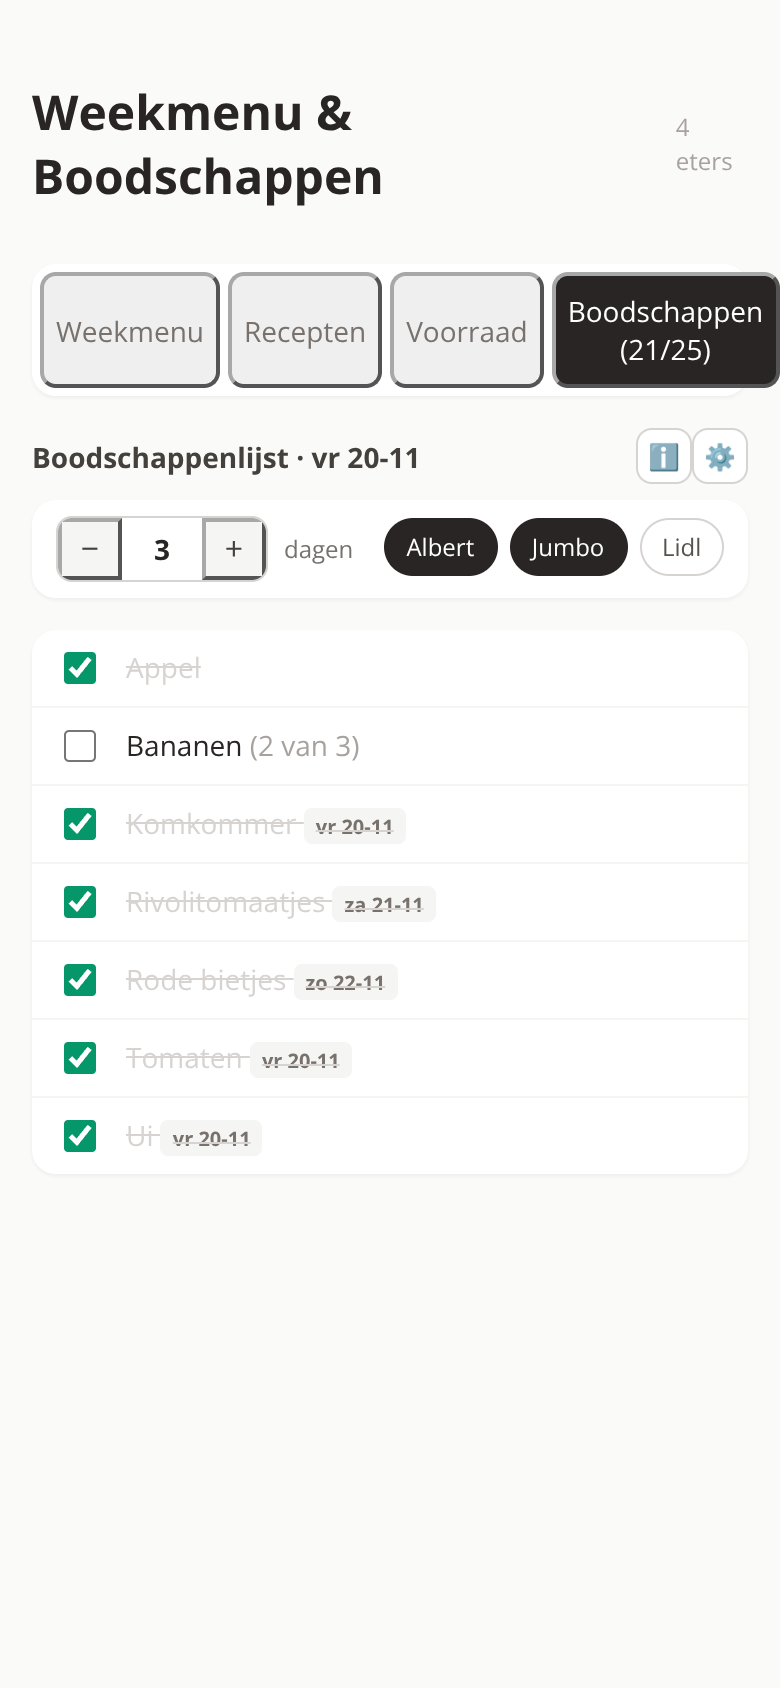 Weekmenu &
Boodschappen
4
eters
Weekmenu
Recepten
Voorraad
Boodschappen
(21/25)
Boodschappenlijst · vr 20-11
− 3 + dagen Albert Jumbo Lidl
Appel
Bananen (2 van 3)
Komkommer vr 20-11
Rivolitomaatjes za 21-11
Rode bietjes zo 22-11
Tomaten vr 20-11
Ui vr 20-11